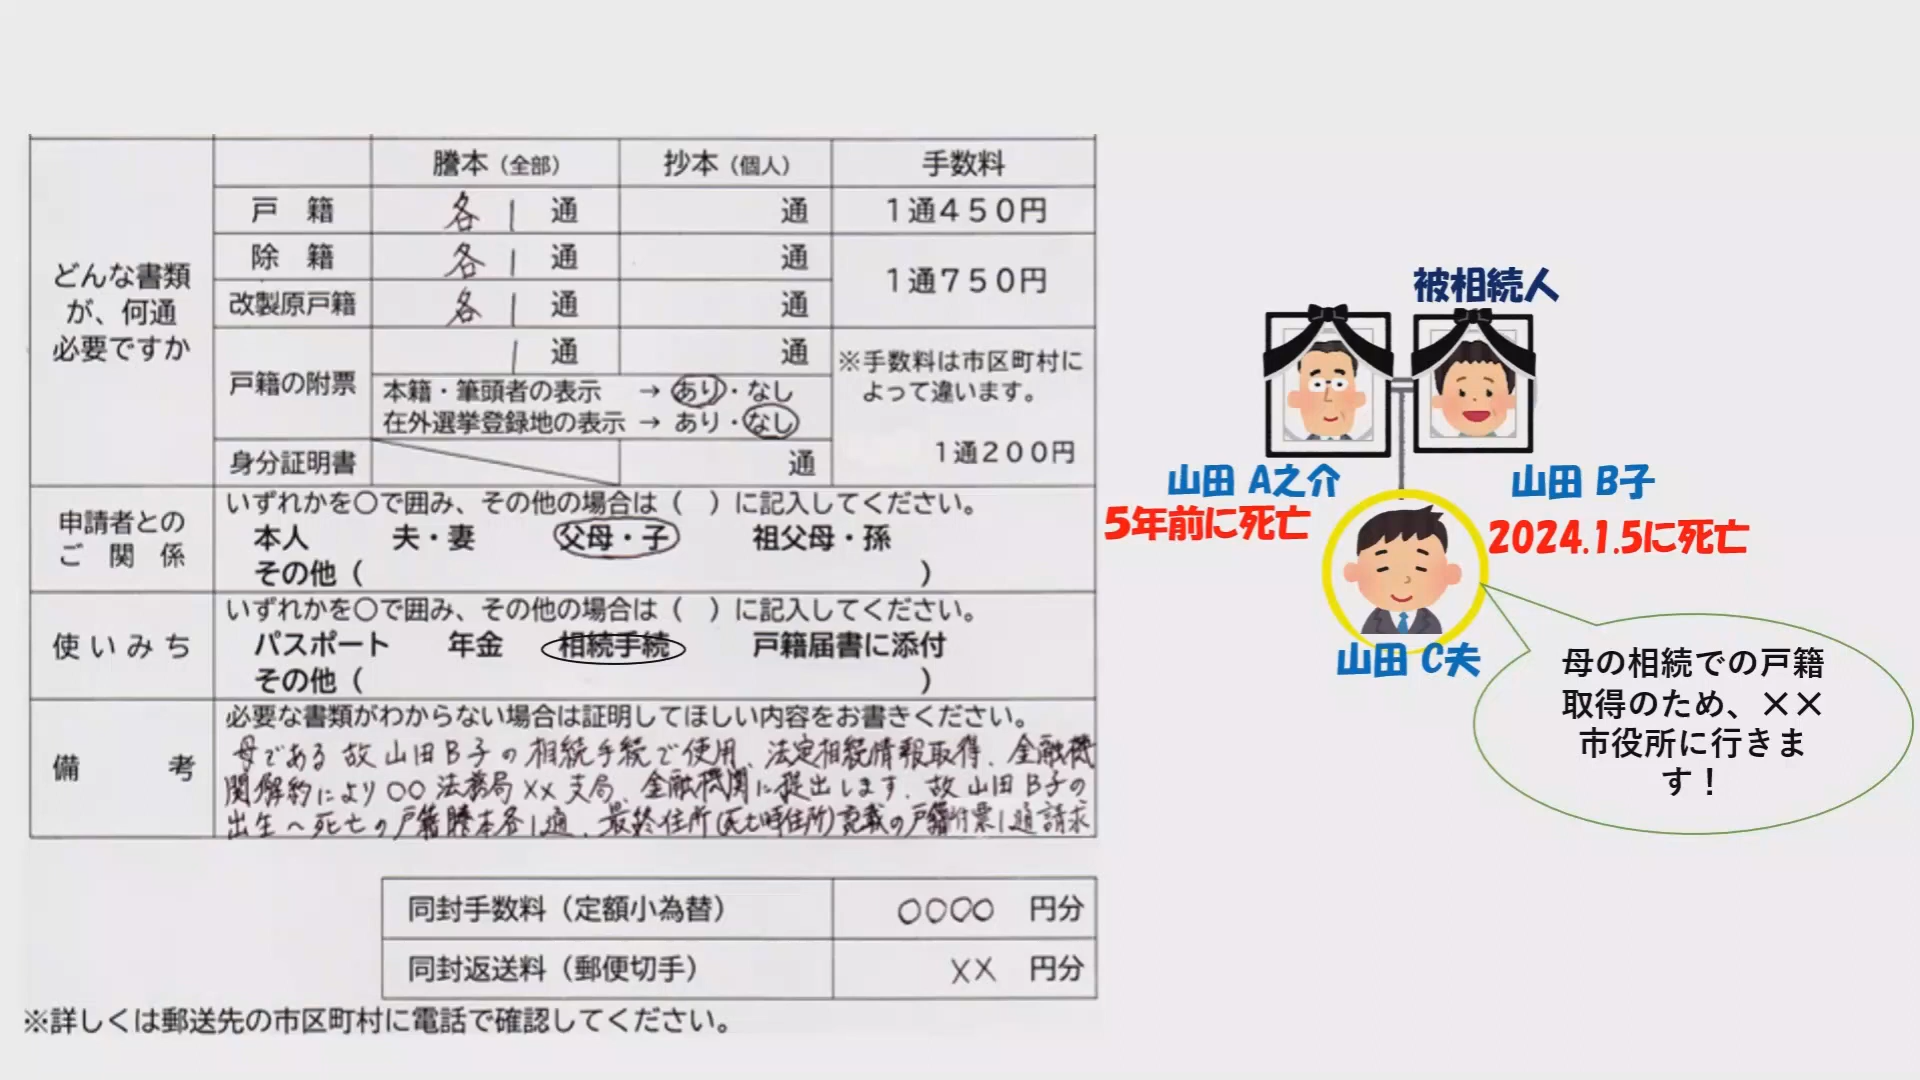 騰本（全部）　抄本（個人）　手数料
どんな書類
が、何通
必要ですか
戸　籍　各　1　通　　通　1通450円
除　籍　各　1　通　　通　1通750円
改製原戸籍　各　1　通　　通
戸籍の附票　1　通　　通
本籍・筆頭者の表示　→　あり・なし
在外選挙登録地の表示　→　あり・なし
※手数料は市区町村に
よって違います。
1通200円
身分証明書　通
申請者との
ご　関　係
いずれかを〇で囲み、その他の場合は（　）に記入してください。
本人　夫・妻　父母・子　祖父母・孫
その他（　）
使いみち
いずれかを〇で囲み、その他の場合は（　）に記入してください。
パスポート　年金　相続手続　戸籍届書に添付
その他（　）
備　考
必要な書類がわからない場合は証明してほしい内容をお書きください。
母である故山田B子の相続手続で使用、法定相続情報取得、金融機
関解約により〇〇法務局××支局、金融機関に提出します。故山田B子の
出生〜死亡の戸籍謄本各1通、最終住所(死亡時住所)記載の戸籍附票1通請求
同封手数料（定額小為替）　〇〇〇〇　円分
同封返送料（郵便切手）　××　円分
※詳しくは郵送先の市区町村に電話で確認してください。
被相続人
山田 A之介
5年前に死亡
山田 B子
2024.1.5に死亡
山田 C夫
母の相続での戸籍
取得のため、××
市役所に行きま
す！